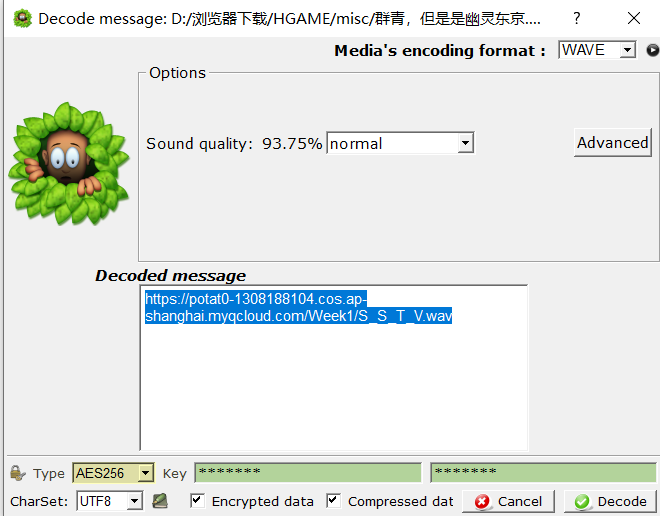 Decode message: D:/浏览器下载/HGAME/misc/群青，但是是幽灵东京....
Media's encoding format :
WAVE
Options
Sound quality: 93.75%
normal
Advanced
Decoded message
https://potat0-1308188104.cos.ap-
shanghai.myqcloud.com/Week1/S_S_T_V.wav
Type AES256 Key ******* *******
CharSet: UTF8 Encrypted data Compressed dat Cancel Decode